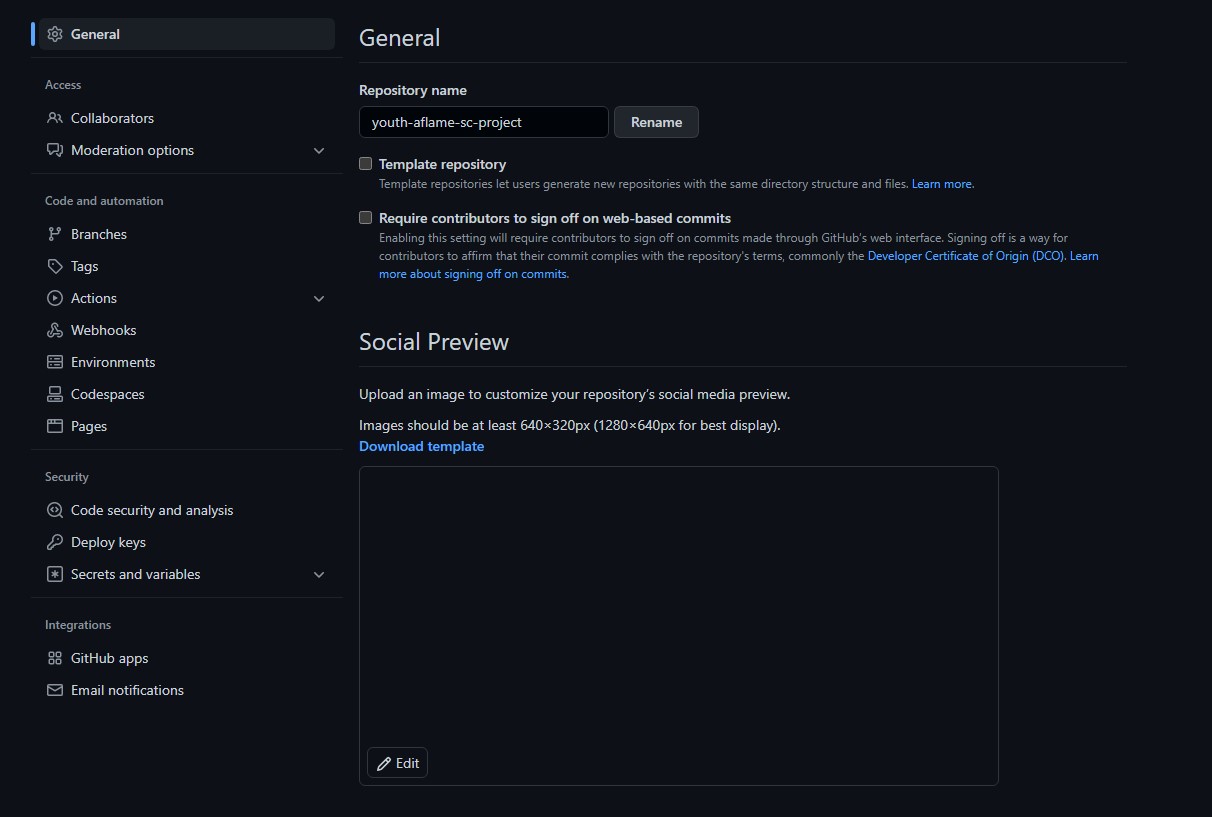 General
Access
Collaborators
Moderation options
Code and automation
Branches
Tags
Actions
Webhooks
Environments
Codespaces
Pages
Security
Code security and analysis
Deploy keys
Secrets and variables
Integrations
GitHub apps
Email notifications
General
Repository name
youth-aflame-sc-project
Rename
Template repository
Template repositories let users generate new repositories with the same directory structure and files. Learn more.
Require contributors to sign off on web-based commits
Enabling this setting will require contributors to sign off on commits made through GitHub's web interface. Signing off is a way for
contributors to affirm that their commit complies with the repository's terms, commonly the Developer Certificate of Origin (DCO). Learn
more about signing off on commits.
Social Preview
Upload an image to customize your repository's social media preview.
Images should be at least 640×320px (1280×640px for best display).
Download template
Edit